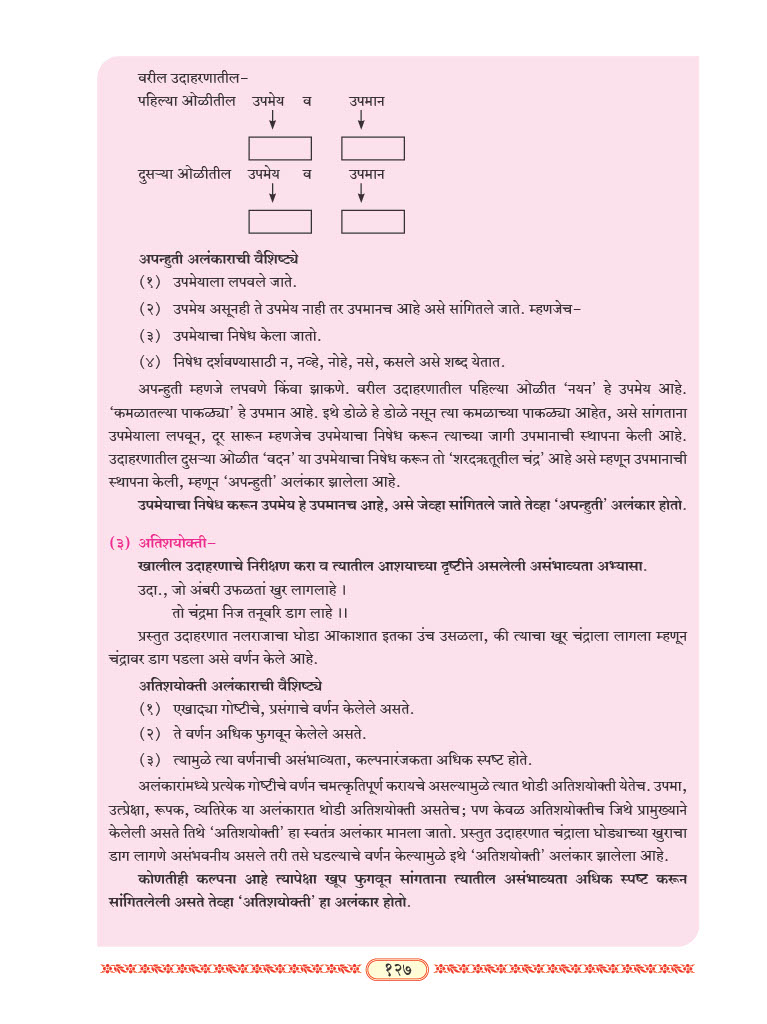 वरील उदाहरणातील–
पहिल्या ओळीतील उपमेय व उपमान
दुसऱ्या ओळीतील उपमेय व उपमान
अपन्हुती अलंकाराची वैशिष्ट्ये
(१) उपमेयाला लपवले जाते.
(२) उपमेय असूनही ते उपमेय नाही तर उपमानच आहे असे सांगितले जाते. म्हणजेच–
(३) उपमेयाचा निषेध केला जातो.
(४) निषेध दर्शवण्यासाठी न, नव्हे, नोहे, नसे, कसले असे शब्द येतात.
अपन्हुती म्हणजे लपवणे किंवा झाकणे. वरील उदाहरणातील पहिल्या ओळीत ‘नयन’ हे उपमेय आहे.
‘कमळातल्या पाकळ्या’ हे उपमान आहे. इथे डोळे हे डोळे नसून त्या कमळाच्या पाकळ्या आहेत, असे सांगताना
उपमेयाला लपवून, दूर सारून म्हणजेच उपमेयाचा निषेध करून त्याच्या जागी उपमानाची स्थापना केली आहे.
उदाहरणातील दुसऱ्या ओळीत ‘वदन’ या उपमेयाचा निषेध करून तो ‘शरदऋतूतील चंद्र’ आहे असे म्हणून उपमानाची
स्थापना केली, म्हणून ‘अपन्हुती’ अलंकार झालेला आहे.
उपमेयाचा निषेध करून उपमेय हे उपमानच आहे, असे जेव्हा सांगितले जाते तेव्हा ‘अपन्हुती’ अलंकार होतो.
(३) अतिशयोक्ती–
खालील उदाहरणाचे निरीक्षण करा व त्यातील आशयाच्या दृष्टीने असलेली असंभाव्यता अभ्यासा.
उदा., जो अंबरी उफळतां खुर लागलाहे ।
तो चंद्रमा निज तनूवरि डाग लाहे ।।
प्रस्तुत उदाहरणात नलराजाचा घोडा आकाशात इतका उंच उसळला, की त्याचा खूर चंद्राला लागला म्हणून
चंद्रावर डाग पडला असे वर्णन केले आहे.
अतिशयोक्ती अलंकाराची वैशिष्ट्ये
(१) एखाद्या गोष्टीचे, प्रसंगाचे वर्णन केलेले असते.
(२) ते वर्णन अधिक फुगवून केलेले असते.
(३) त्यामुळे त्या वर्णनाची असंभाव्यता, कल्पनारंजकता अधिक स्पष्ट होते.
अलंकारांमध्ये प्रत्येक गोष्टीचे वर्णन चमत्कृतिपूर्ण करायचे असल्यामुळे त्यात थोडी अतिशयोक्ती येतेच. उपमा,
उत्प्रेक्षा, रूपक, व्यतिरेक या अलंकारात थोडी अतिशयोक्ती असतेच; पण केवळ अतिशयोक्तीच जिथे प्रामुख्याने
केलेली असते तिथे ‘अतिशयोक्ती’ हा स्वतंत्र अलंकार मानला जातो. प्रस्तुत उदाहरणात चंद्राला घोड्याच्या खुराचा
डाग लागणे असंभवनीय असले तरी तसे घडल्याचे वर्णन केल्यामुळे इथे ‘अतिशयोक्ती’ अलंकार झालेला आहे.
कोणतीही कल्पना आहे त्यापेक्षा खूप फुगवून सांगताना त्यातील असंभाव्यता अधिक स्पष्ट करून
सांगितलेली असते तेव्हा ‘अतिशयोक्ती’ हा अलंकार होतो.
१२७